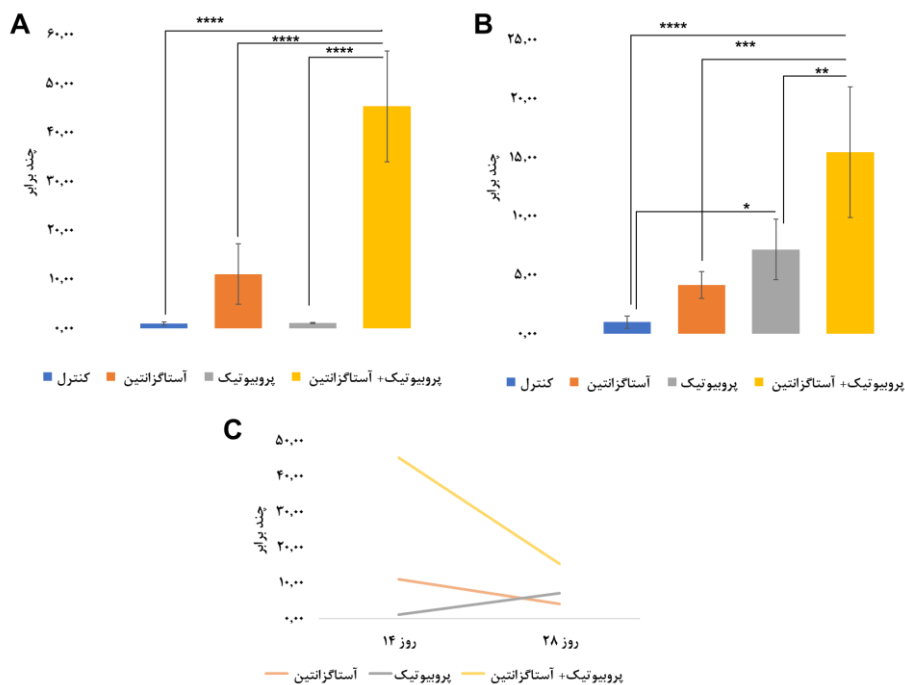 A
چند برابر
۶۰,۰۰
۵۰,۰۰
۴۰,۰۰
۳۰,۰۰
۲۰,۰۰
۱۰,۰۰
۰,۰۰
****
****
****
کنترل
آستاگزانتین
پروبیوتیک
پروبیوتیک+ آستاگزانتین
B
چند برابر
۲۵,۰۰
۲۰,۰۰
۱۵,۰۰
۱۰,۰۰
۵,۰۰
۰,۰۰
****
***
**
*
کنترل
آستاگزانتین
پروبیوتیک
پروبیوتیک+ آستاگزانتین
C
چند برابر
۵۰,۰۰
۴۰,۰۰
۳۰,۰۰
۲۰,۰۰
۱۰,۰۰
۰,۰۰
روز ۱۴
روز ۲۸
آستاگزانتین
پروبیوتیک
پروبیوتیک+ آستاگزانتین